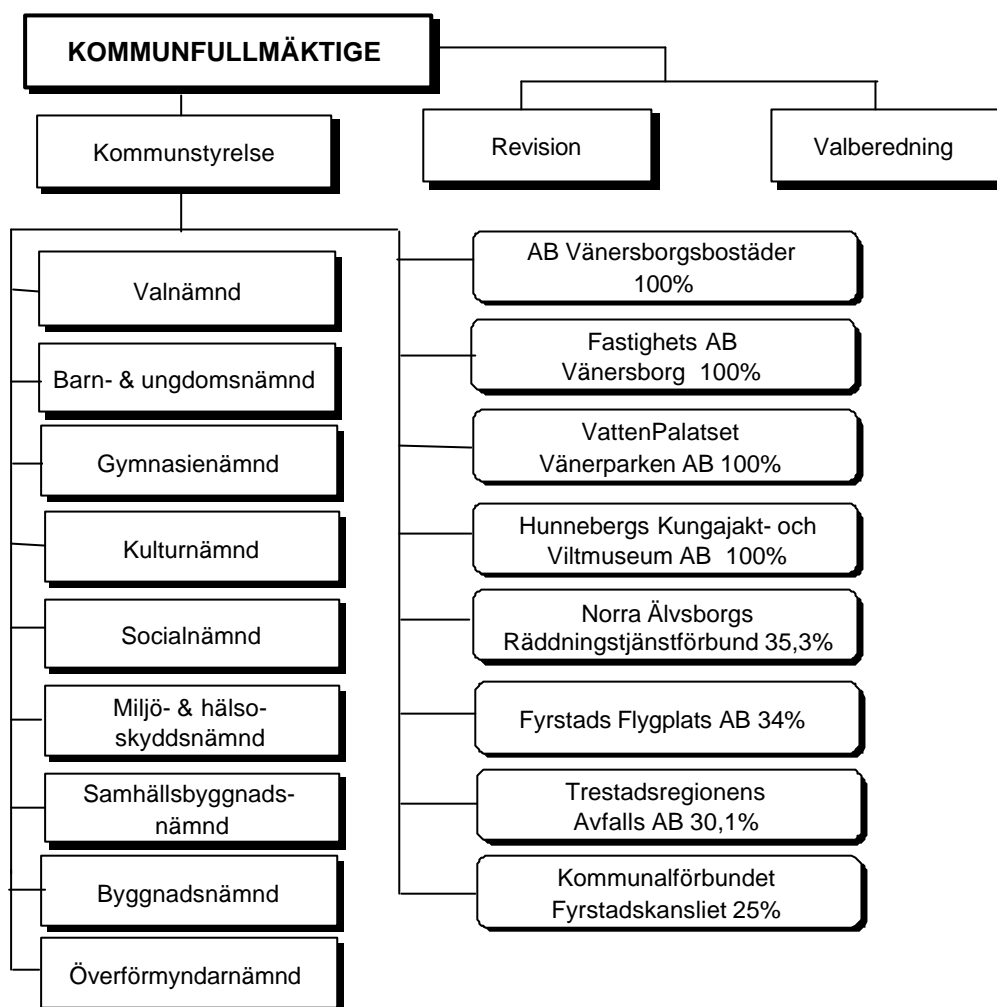 KOMMUNFULLMÄKTIGE
Kommunstyrelse
Revision
Valberedning
Valnämnd
Barn- & ungdomsnämnd
Gymnasienämnd
Kulturnämnd
Socialnämnd
Miljö- & hälso-
skyddsnämnd
Samhällsbyggnads-
nämnd
Byggnadsnämnd
Överförmyndarnämnd
AB Vänersborgsbostäder
100%
Fastighets AB
Vänersborg 100%
VattenPalatset
Vänerparken AB 100%
Hunnebergs Kungajakt- och
Viltmuseum AB 100%
Norra Älvsborgs
Räddningstjänstförbund 35,3%
Fyrstads Flygplats AB 34%
Trestadsregionens
Avfalls AB 30,1%
Kommunalförbundet
Fyrstadskansliet 25%